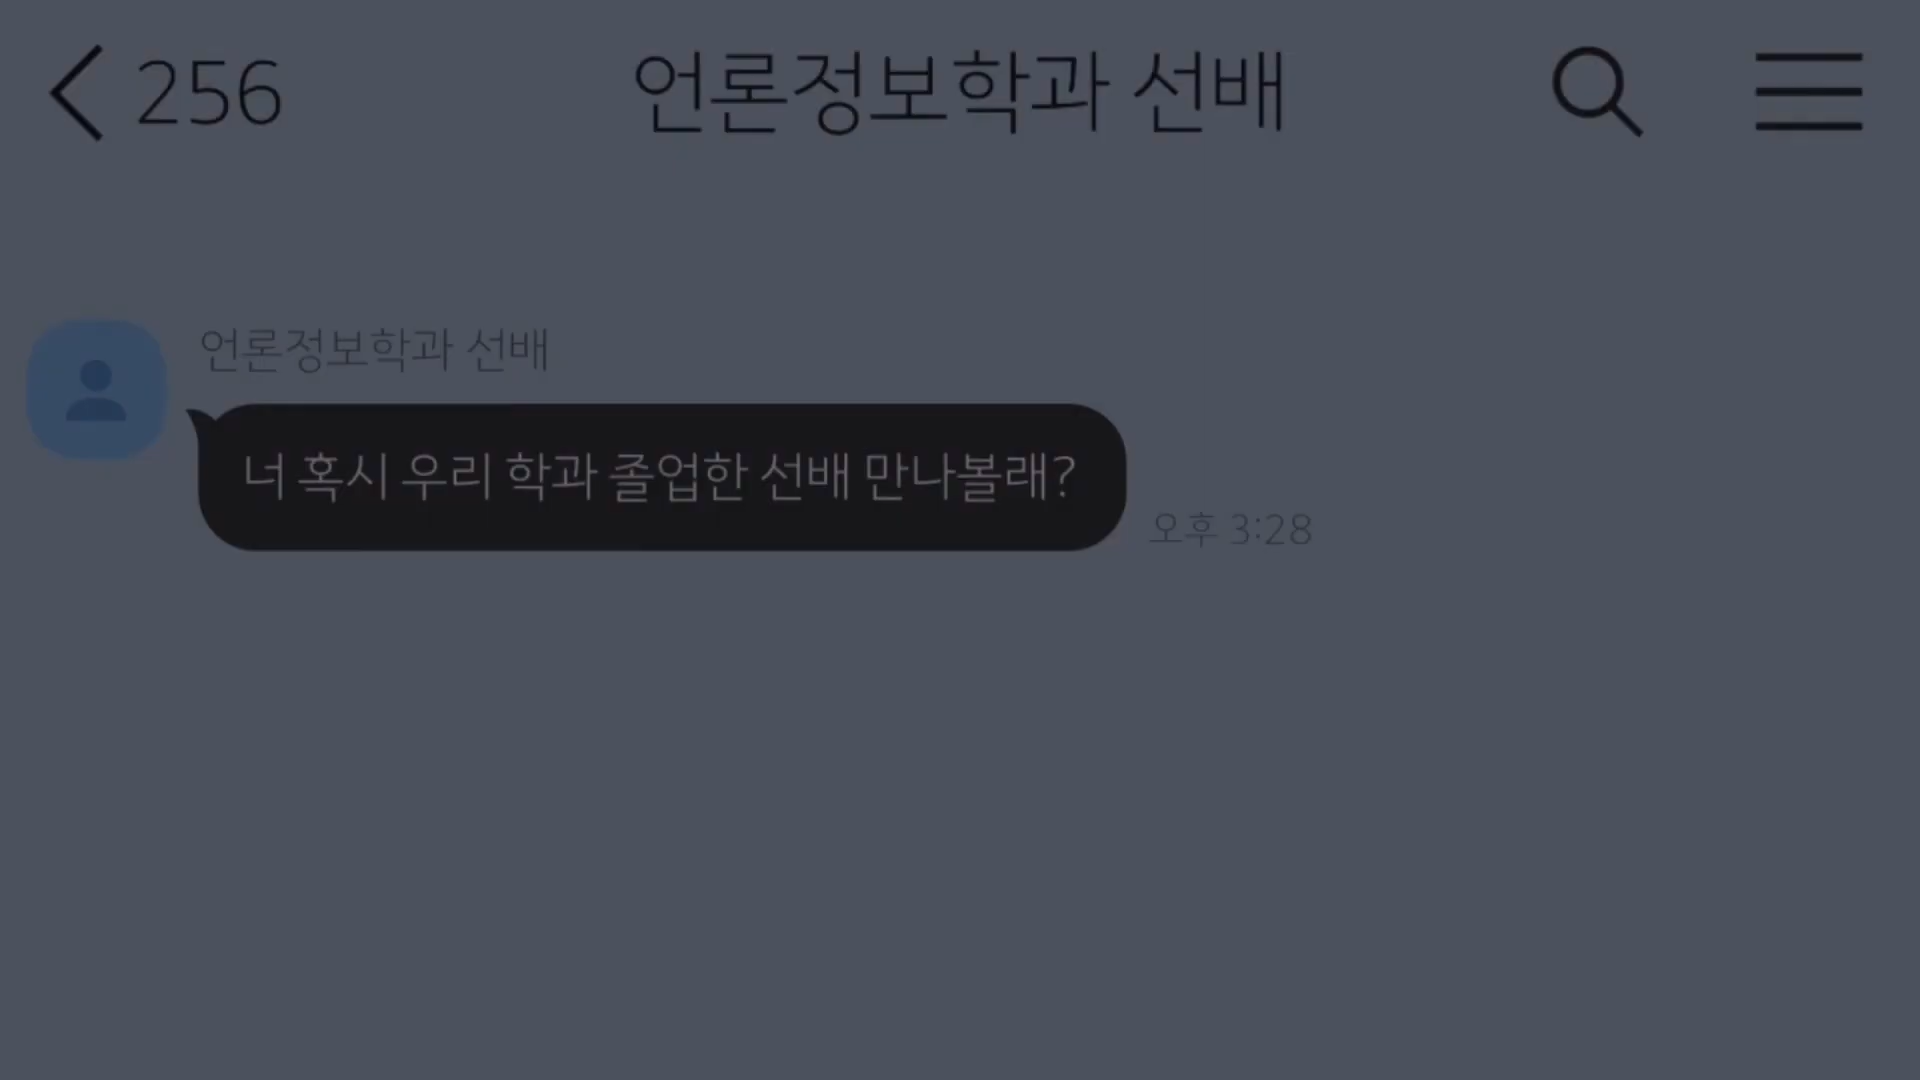 256
언론정보학과 선배
언론정보학과 선배
너 혹시 우리 학과 졸업한 선배 만나볼래?
오후 3:28